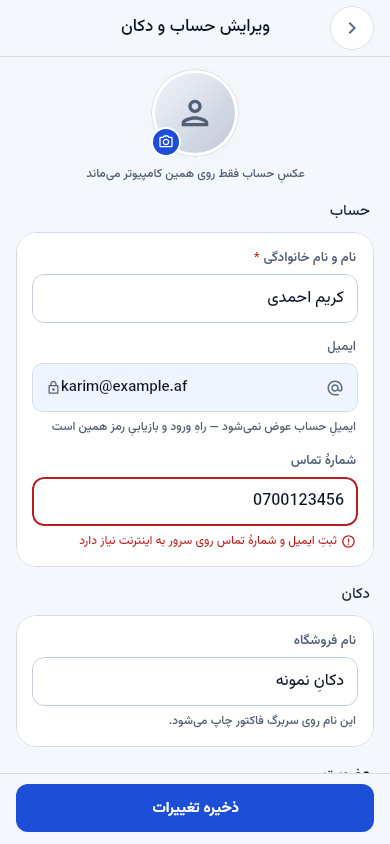 ویرایش حساب و دکان
عکسِ حساب فقط روی همین کامپیوتر می‌ماند
حساب
نام و نام خانوادگی *
کریم احمدی
ایمیل
karim@example.af
ایمیلِ حساب عوض نمی‌شود — راهِ ورود و بازیابیِ رمز همین است
شمارهٔ تماس
0700123456
ثبتِ ایمیل و شمارهٔ تماس روی سرور به اینترنت نیاز دارد
دکان
نام فروشگاه
دکانِ نمونه
این نام روی سربرگ فاکتور چاپ می‌شود.
ذخیره تغییرات